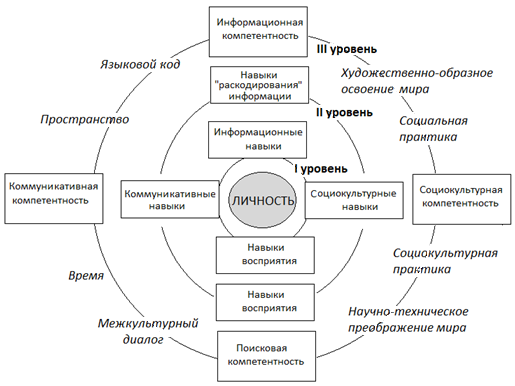 Информационная
компетентность
III уровень
Языковой код
Художественно-образное
освоение мира
Навыки
"раскодирования"
информации
II уровень
Пространство
Социальная
практика
Информационные
навыки
I уровень
Коммуникативная
компетентность
Коммуникативные
навыки
ЛИЧНОСТЬ
Социокультурные
навыки
Социокультурная
компетентность
Навыки
восприятия
Социокультурная
практика
Время
Навыки
восприятия
Научно-техническое
преображение мира
Межкультурный
диалог
Поисковая
компетентность